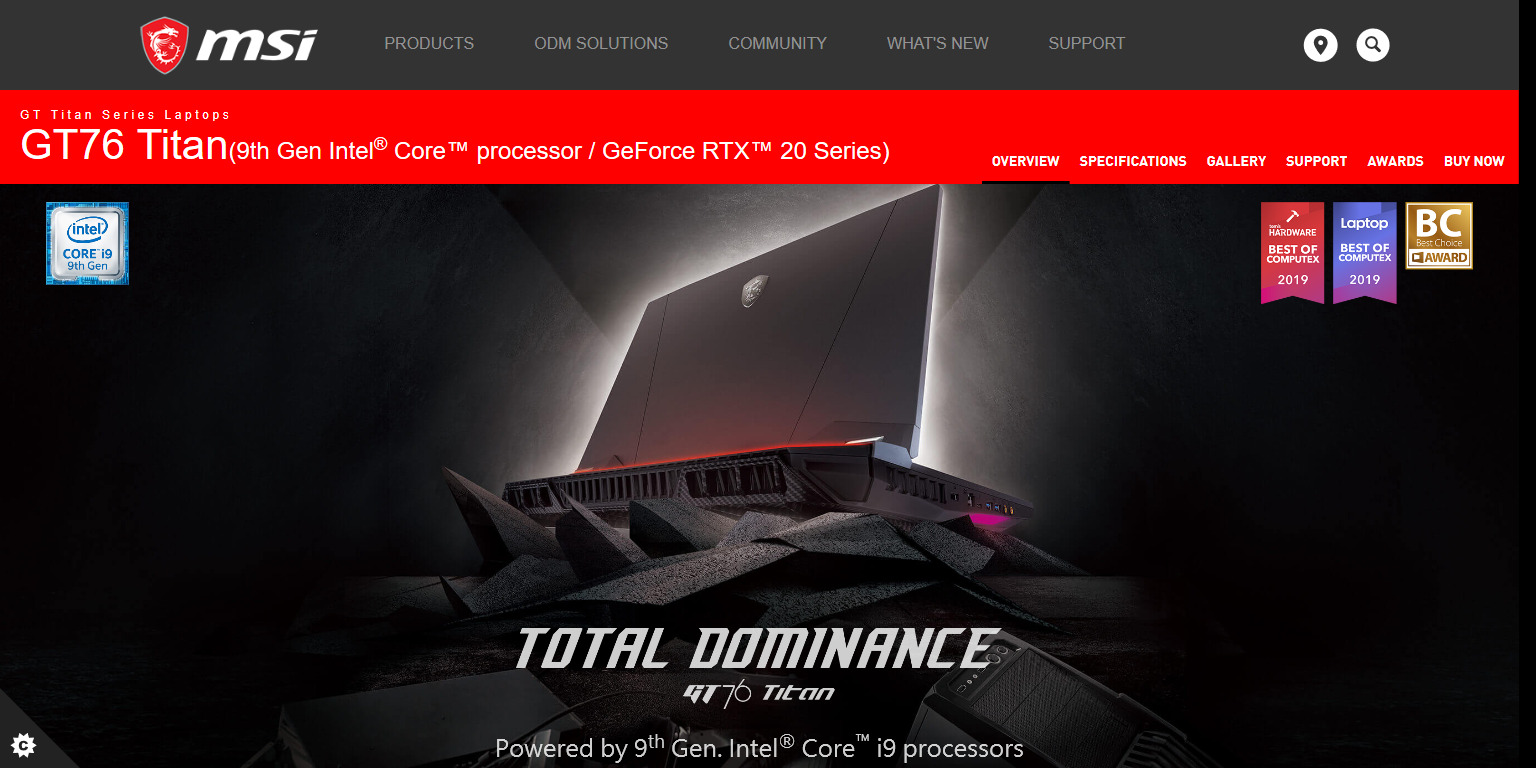 msi
PRODUCTS
ODM SOLUTIONS
COMMUNITY
WHAT'S NEW
SUPPORT
GT Titan Series Laptops
GT76 Titan(9th Gen Intel® Core™ processor / GeForce RTX™ 20 Series)
OVERVIEW
SPECIFICATIONS
GALLERY
SUPPORT
AWARDS
BUY NOW
intel®
CORE™ i9
9th Gen
tom's
HARDWARE
BEST OF
COMPUTEX
2019
Laptop
BEST OF
COMPUTEX
2019
BC
Best Choice
AWARD
TOTAL DOMINANCE
GT76 Titan
Powered by 9th Gen. Intel® Core™ i9 processors
C